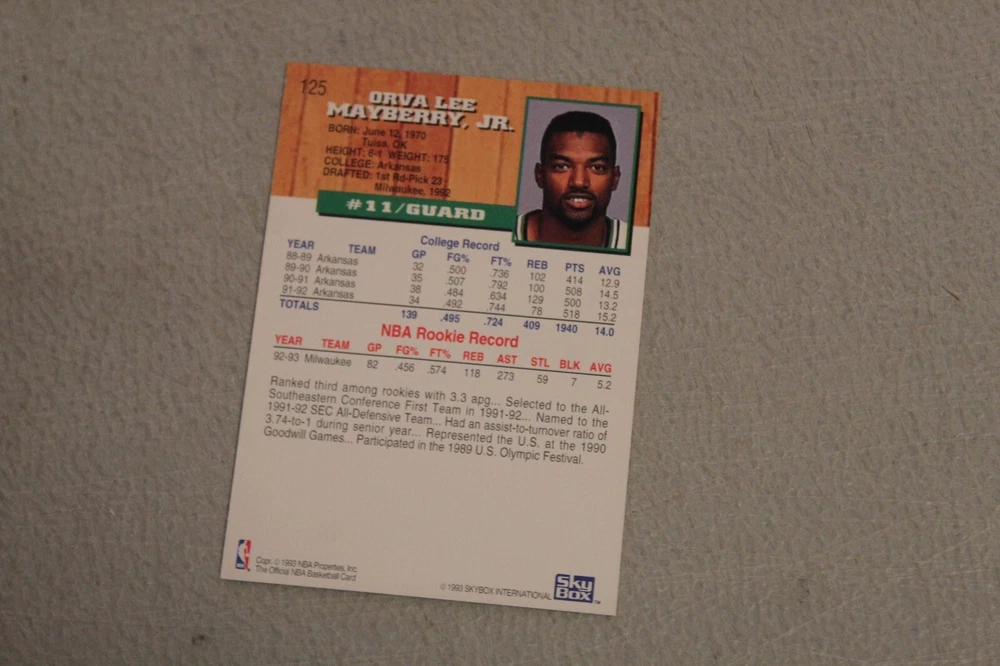 125
ORVA LEE
MAYBERRY, JR.
BORN: June 12, 1970
Tulsa, OK
HEIGHT: 6-1 WEIGHT: 175
COLLEGE: Arkansas
DRAFTED: 1st Rd-Pick 23
Milwaukee, 1992
#11/GUARD
College Record
YEAR TEAM GP FG% FT% REB PTS AVG
88-89 Arkansas 32 .500 .736 102 414 12.9
89-90 Arkansas 35 .507 .792 100 508 14.5
90-91 Arkansas 38 .484 .634 129 500 13.2
91-92 Arkansas 34 .492 .744 78 518 15.2
TOTALS 139 .495 .724 409 1940 14.0
NBA Rookie Record
YEAR TEAM GP FG% FT% REB AST STL BLK AVG
92-93 Milwaukee 82 .456 .574 118 273 59 7 5.2
Ranked third among rookies with 3.3 apg... Selected to the All-
Southeastern Conference First Team in 1991-92... Named to the
1991-92 SEC All-Defensive Team... Had an assist-to-turnover ratio of
3.74-to-1 during senior year... Represented the U.S. at the 1990
Goodwill Games... Participated in the 1989 U.S. Olympic Festival.
Copr. © 1993 NBA Properties, Inc.
The Official NBA Basketball Card
© 1993 SKYBOX INTERNATIONAL
SkyBox™